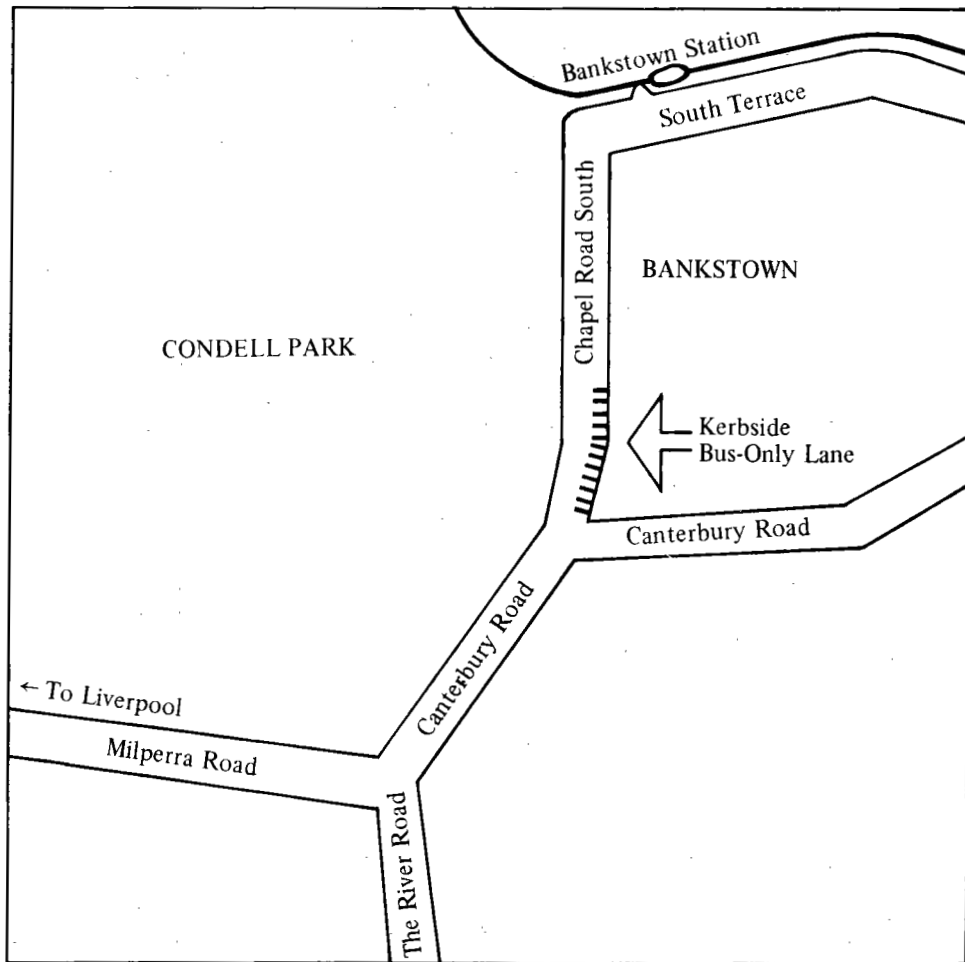 Bankstown Station
South Terrace
Chapel Road South
BANKSTOWN
CONDELL PARK
Kerbside
Bus-Only Lane
Canterbury Road
Canterbury Road
← To Liverpool
Milperra Road
The River Road